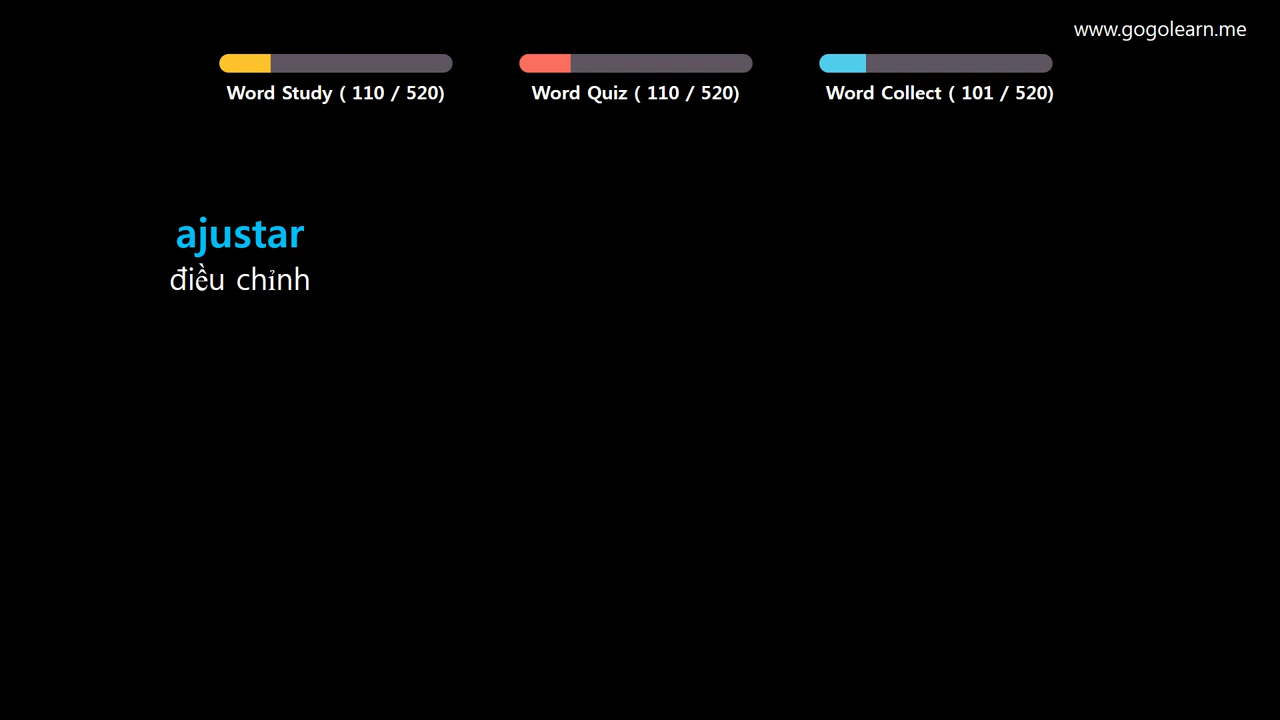 www.gogolearn.me
Word Study ( 110 / 520)
Word Quiz ( 110 / 520)
Word Collect ( 101 / 520)
ajustar
điều chỉnh